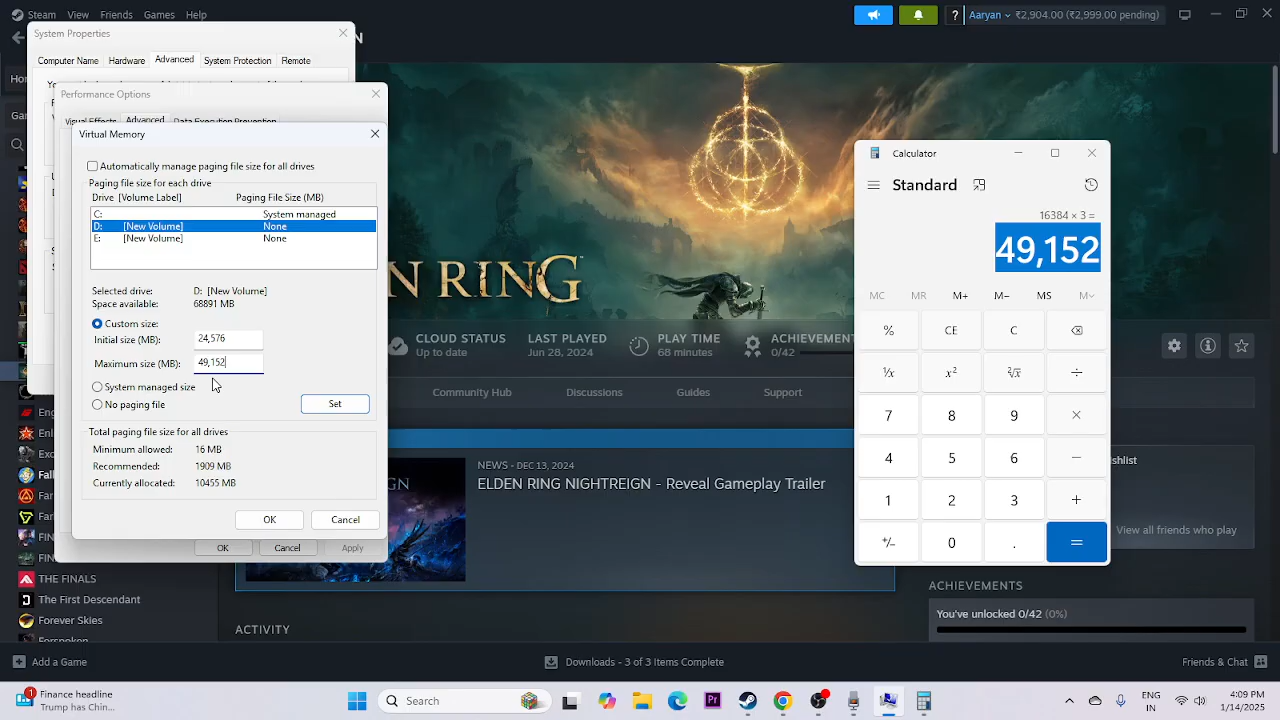 Steam View Friends Games Help
Aaryan ₹2,904.00 (₹2,999.00 pending)
System Properties
Computer Name Hardware Advanced System Protection Remote
Performance Options
Visual Effects Advanced Data Execution Prevention
Virtual Memory
Automatically manage paging file size for all drives
Paging file size for each drive
Drive [Volume Label] Paging File Size (MB)
C: System managed
D: [New Volume] None
E: [New Volume] None
Selected drive: D: [New Volume]
Space available: 68891 MB
Custom size:
Initial size (MB): 24,576
Maximum size (MB): 49,152
System managed size
No paging file
Set
Total paging file size for all drives
Minimum allowed: 16 MB
Recommended: 1909 MB
Currently allocated: 10455 MB
OK Cancel
OK Cancel Apply
N RING
CLOUD STATUS
Up to date
LAST PLAYED
Jun 28, 2024
PLAY TIME
68 minutes
ACHIEVEMENT
0/42
Community Hub Discussions Guides Support
NEWS - DEC 13, 2024
ELDEN RING NIGHTREIGN - Reveal Gameplay Trailer
ACTIVITY
Calculator
Standard
16384 × 3 =
49,152
MC MR M+ M− MS M
% CE C
¹/x x² ²√x ÷
7 8 9 ×
4 5 6 −
1 2 3 +
+/− 0 . =
shlist
View all friends who play
ACHIEVEMENTS
You've unlocked 0/42 (0%)
THE FINALS
The First Descendant
Forever Skies
Forspoken
Add a Game
Downloads - 3 of 3 Items Complete
Friends & Chat
1
Finance headline
Trump has Chin...
Search
Pr
ENG
IN
4:09 PM
1/14/2025